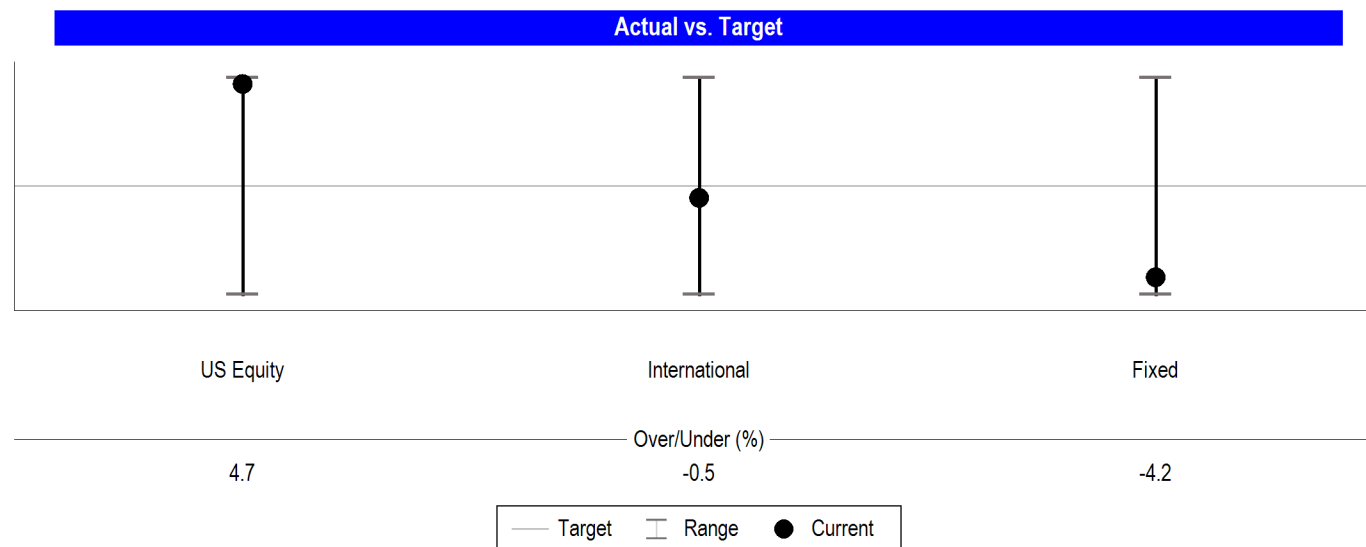 Actual vs. Target
US Equity International Fixed
Over/Under (%)
4.7 -0.5 -4.2
Target Range Current